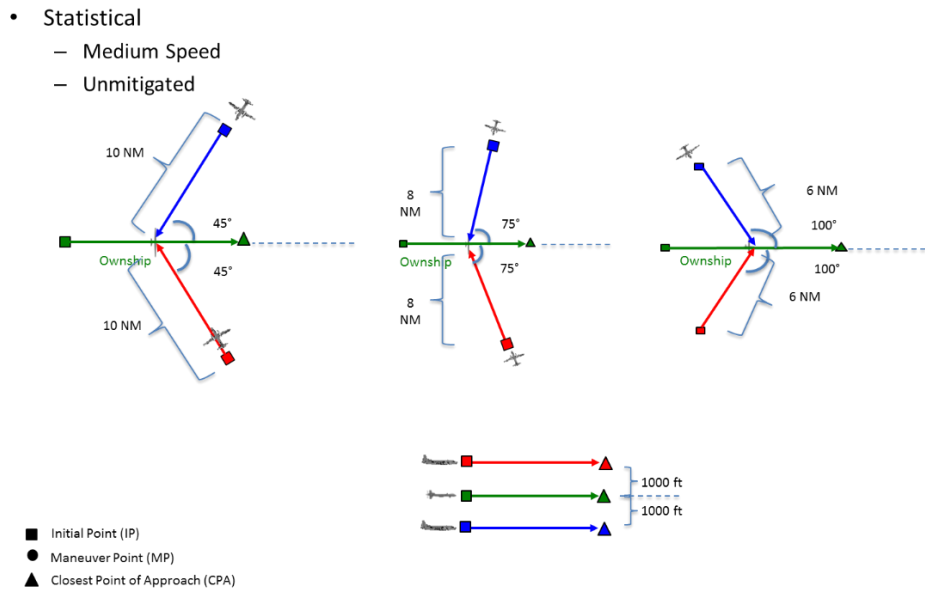 • Statistical
– Medium Speed
– Unmitigated
10 NM
45°
Ownship
45°
10 NM
8
NM
75°
Ownship
75°
8
NM
6 NM
100°
Ownship
100°
6 NM
1000 ft
1000 ft
Initial Point (IP)
Maneuver Point (MP)
Closest Point of Approach (CPA)